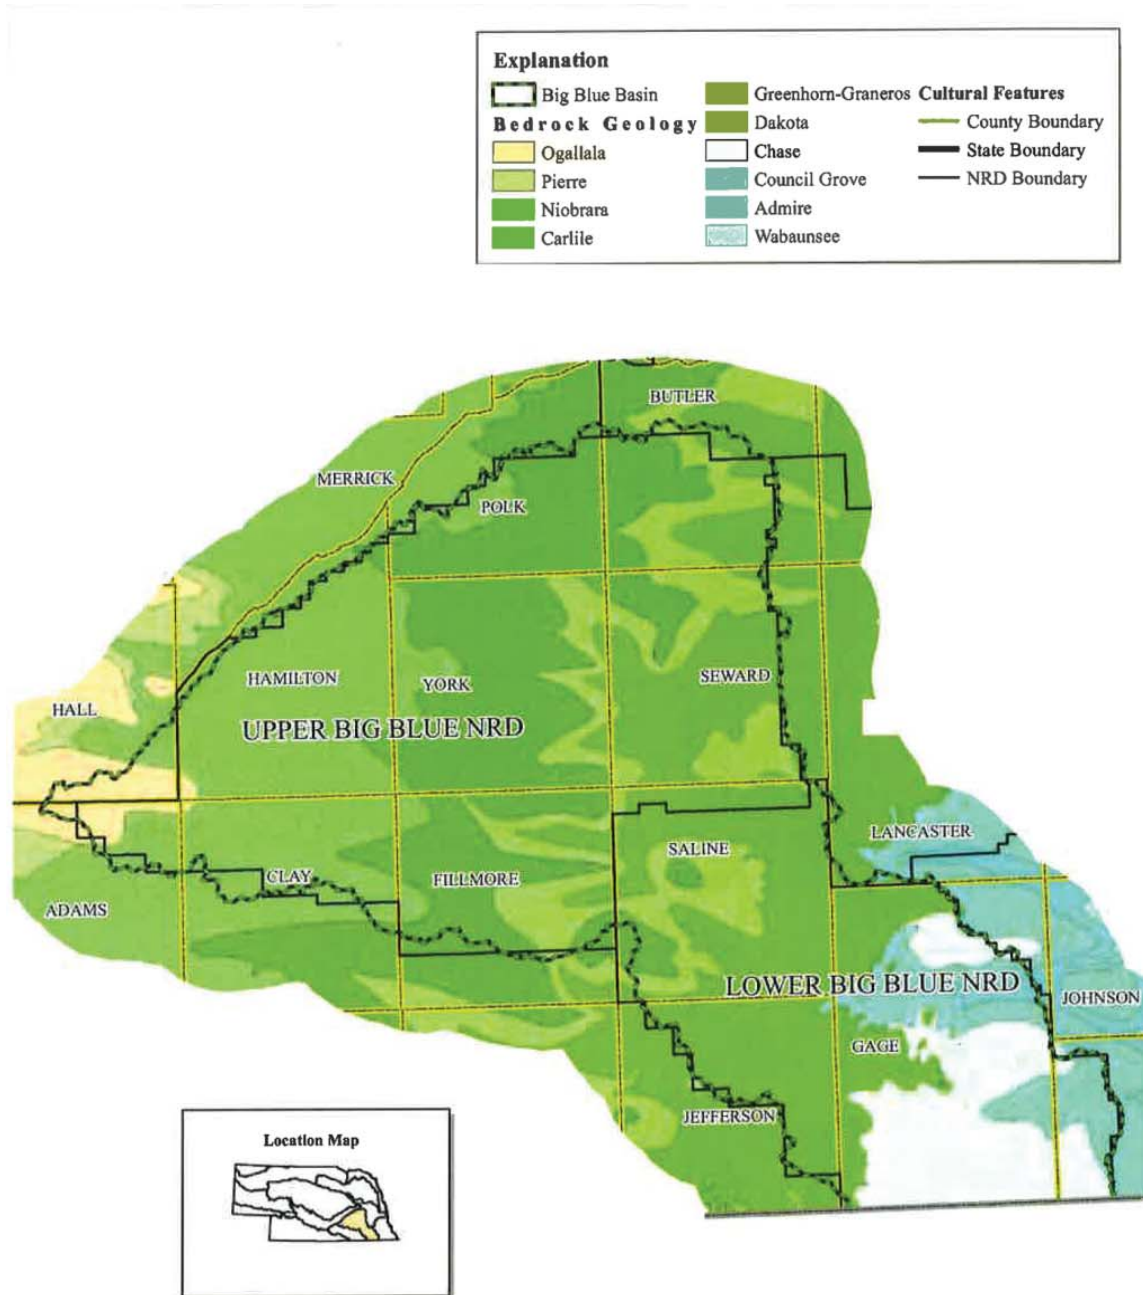 Explanation
Big Blue Basin
Bedrock Geology
Ogallala
Pierre
Niobrara
Carlile
Greenhorn-Graneros
Dakota
Chase
Council Grove
Admire
Wabaunsee
Cultural Features
County Boundary
State Boundary
NRD Boundary
BUTLER
MERRICK
POLK
HAMILTON
YORK
SEWARD
HALL
UPPER BIG BLUE NRD
LANCASTER
SALINE
CLAY
FILLMORE
ADAMS
LOWER BIG BLUE NRD
JOHNSON
GAGE
JEFFERSON
Location Map